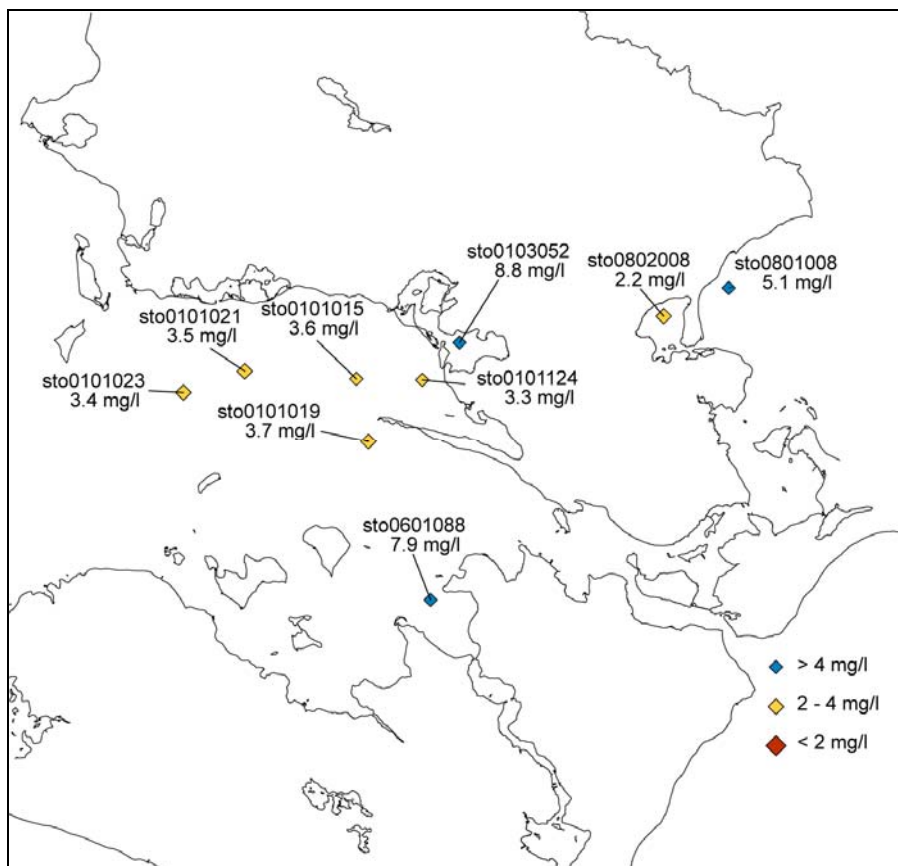 sto0103052
8.8 mg/l
sto0802008
2.2 mg/l
sto0801008
5.1 mg/l
sto0101015
3.6 mg/l
sto0101021
3.5 mg/l
sto0101023
3.4 mg/l
sto0101124
3.3 mg/l
sto0101019
3.7 mg/l
sto0601088
7.9 mg/l
> 4 mg/l
2 - 4 mg/l
< 2 mg/l